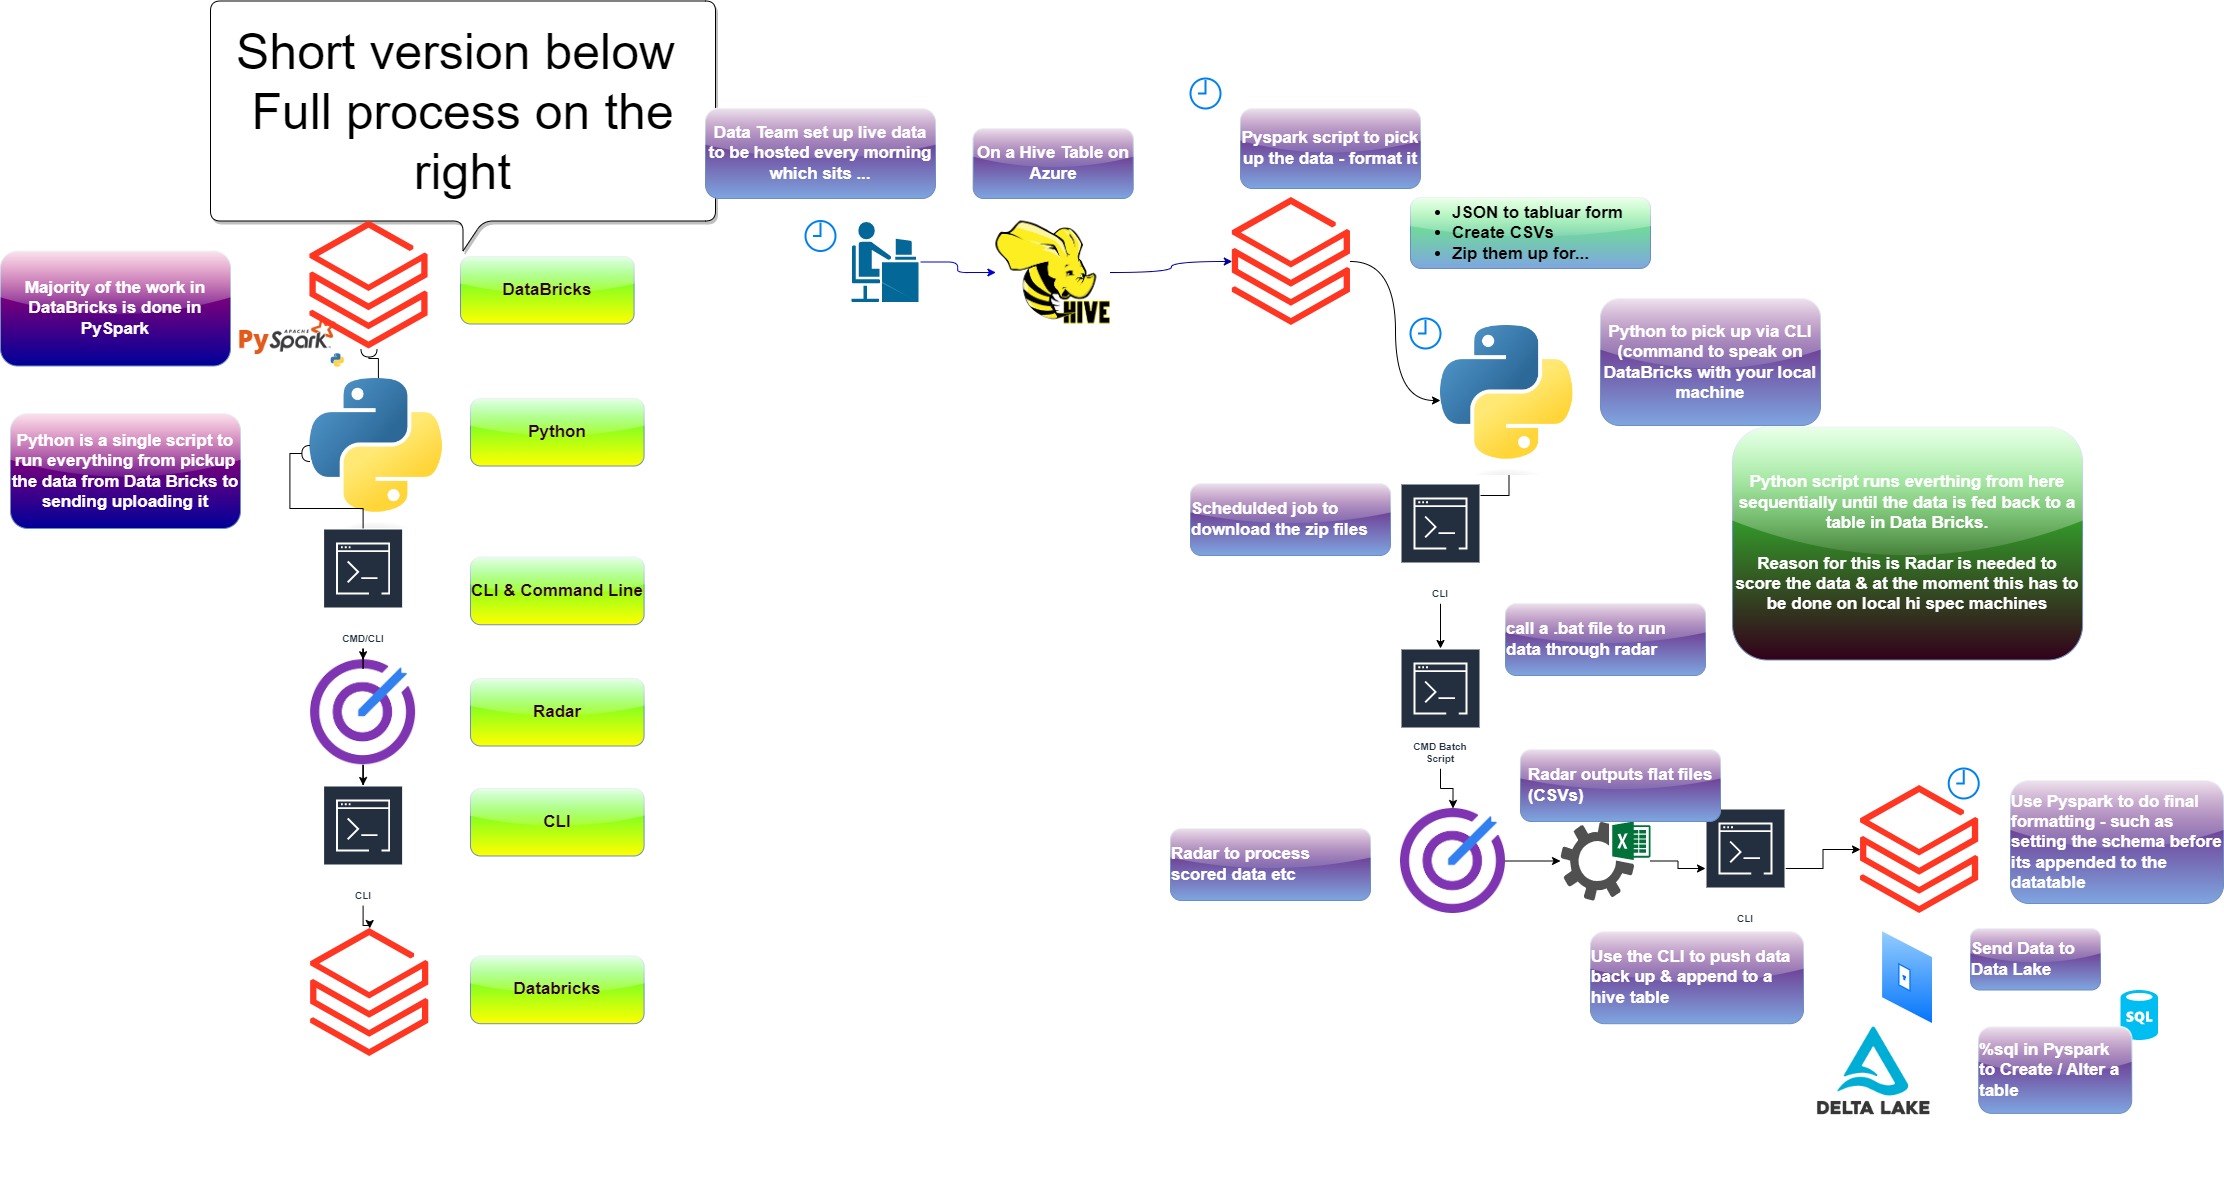 Short version below
Full process on the
right
Majority of the work in
DataBricks is done in
PySpark
APACHE
PySpark
DataBricks
Python is a single script to
run everything from pickup
the data from Data Bricks to
sending uploading it
Python
CLI & Command Line
CMD/CLI
Radar
CLI
CLI
Databricks
Data Team set up live data
to be hosted every morning
which sits ...
On a Hive Table on
Azure
HIVE
Pyspark script to pick
up the data - format it
• JSON to tabluar form
• Create CSVs
• Zip them up for...
Python to pick up via CLI
(command to speak on
DataBricks with your local
machine
Python script runs everthing from here
sequentially until the data is fed back to a
table in Data Bricks.
Reason for this is Radar is needed to
score the data & at the moment this has to
be done on local hi spec machines
Schedulded job to
download the zip files
CLI
call a .bat file to run
data through radar
CMD Batch
Script
Radar to process
scored data etc
Radar outputs flat files
(CSVs)
X
CLI
Use the CLI to push data
back up & append to a
hive table
Use Pyspark to do final
formatting - such as
setting the schema before
its appended to the
datatable
Send Data to
Data Lake
SQL
%sql in Pyspark
to Create / Alter a
table
DELTA LAKE